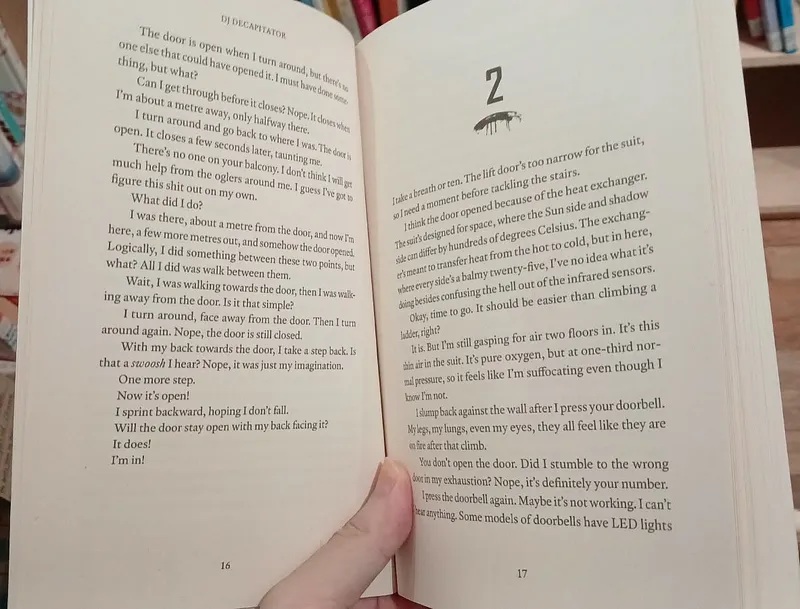 DJ DECAPITATOR
The door is open when I turn around, but there's no
one else that could have opened it. I must have done some-
thing, but what?
Can I get through before it closes? Nope. It closes when
I'm about a metre away, only halfway there.
I turn around and go back to where I was. The door is
open. It closes a few seconds later, taunting me.
There's no one on your balcony. I don't think I will get
much help from the oglers around me. I guess I've got to
figure this shit out on my own.
What did I do?
I was there, about a metre from the door, and now I'm
here, a few more metres out, and somehow the door opened.
Logically, I did something between these two points, but
what? All I did was walk between them.
Wait, I was walking towards the door, then I was walk-
ing away from the door. Is it that simple?
I turn around, face away from the door. Then I turn
around again. Nope, the door is still closed.
With my back towards the door, I take a step back. Is
that a swoosh I hear? Nope, it was just my imagination.
One more step.
Now it's open!
I sprint backward, hoping I don't fall.
Will the door stay open with my back facing it?
It does!
I'm in!
16
2
I take a breath or ten. The lift door's too narrow for the suit,
so I need a moment before tackling the stairs.
I think the door opened because of the heat exchanger.
The suit's designed for space, where the Sun side and shadow
side can differ by hundreds of degrees Celsius. The exchang-
er's meant to transfer heat from the hot to cold, but in here,
where every side's a balmy twenty-five, I've no idea what it's
doing besides confusing the hell out of the infrared sensors.
Okay, time to go. It should be easier than climbing a
ladder, right?
It is. But I'm still gasping for air two floors in. It's this
thin air in the suit. It's pure oxygen, but at one-third nor-
mal pressure, so it feels like I'm suffocating even though I
know I'm not.
I slump back against the wall after I press your doorbell.
My legs, my lungs, even my eyes, they all feel like they are
on fire after that climb.
You don't open the door. Did I stumble to the wrong
door in my exhaustion? Nope, it's definitely your number.
I press the doorbell again. Maybe it's not working. I can't
hear anything. Some models of doorbells have LED lights
17